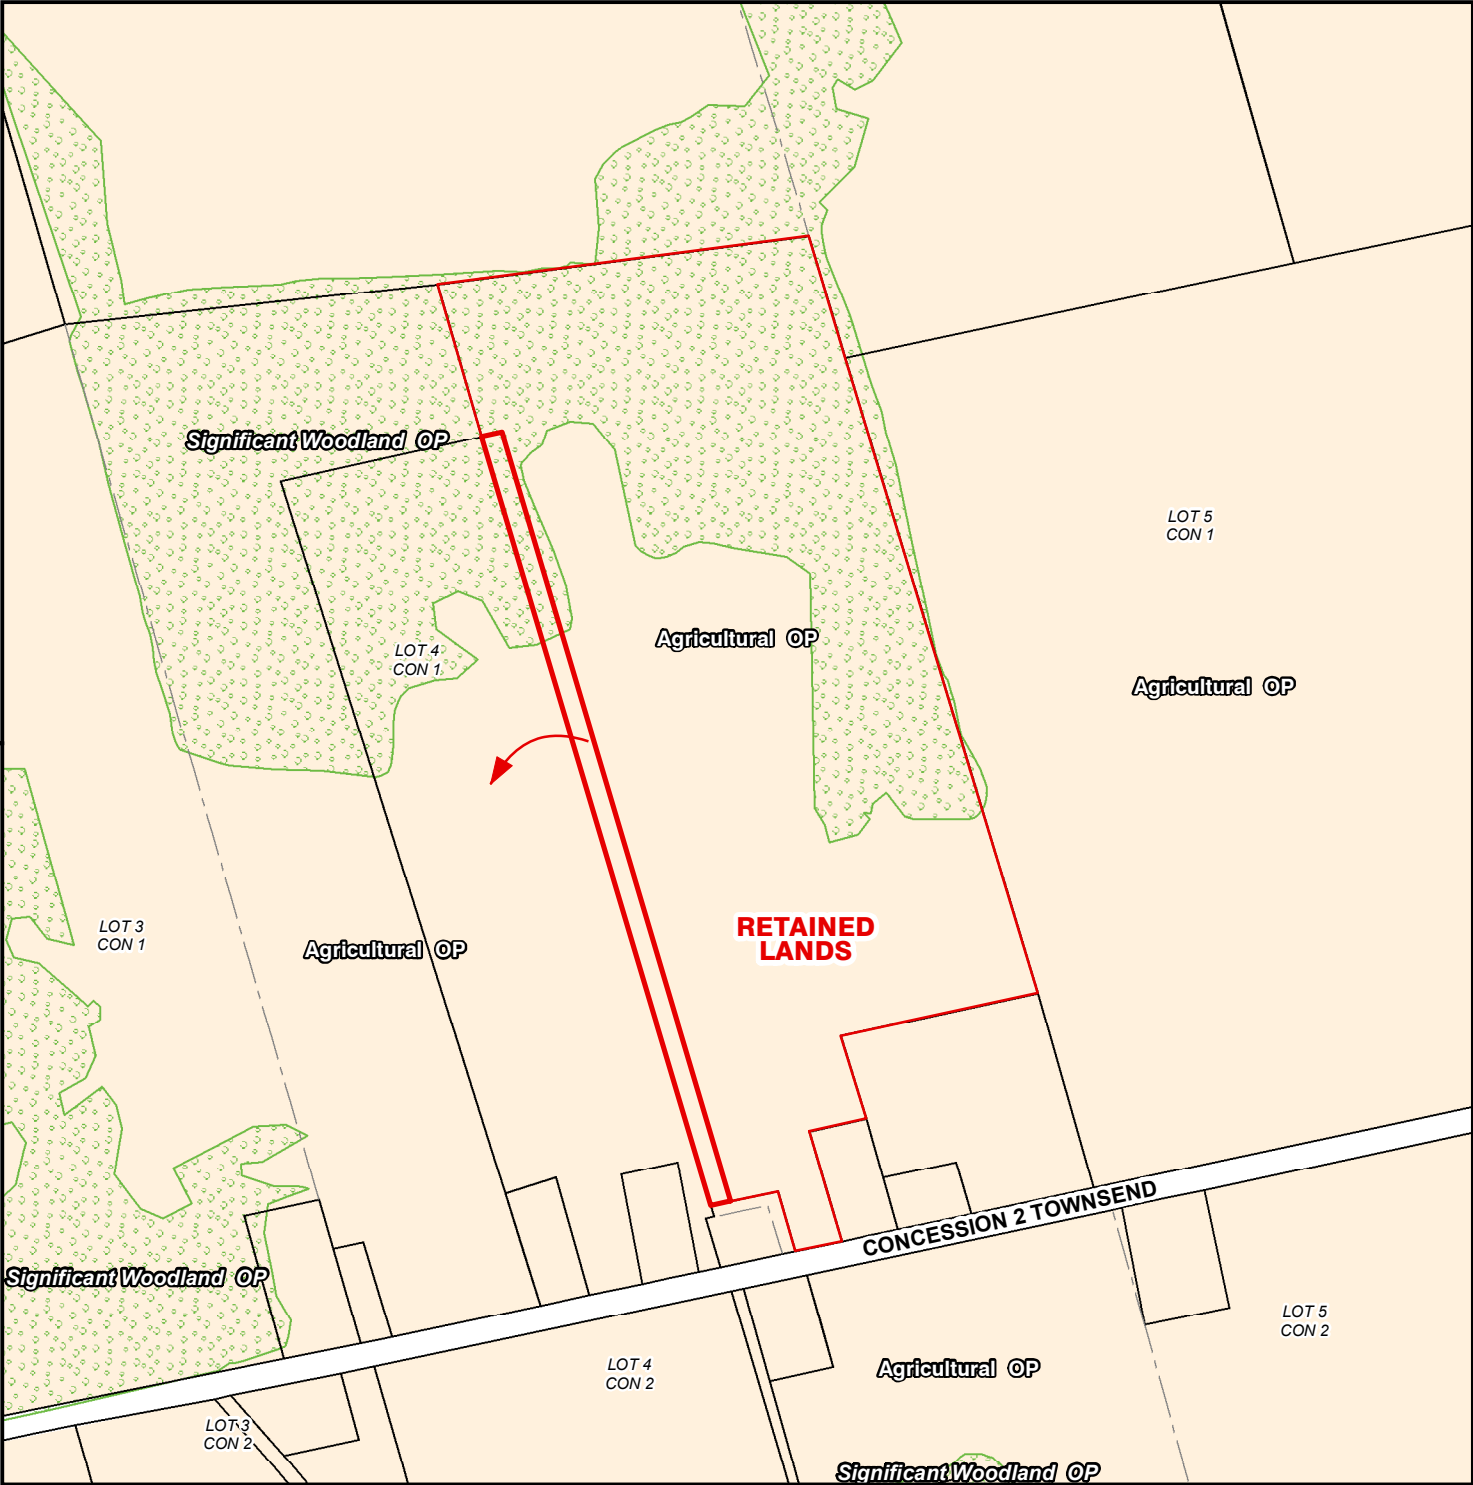 Significant Woodland OP
LOT 5
CON 1
LOT 4
CON 1
Agricultural OP
Agricultural OP
LOT 3
CON 1
Agricultural OP
RETAINED
LANDS
CONCESSION 2 TOWNSEND
Significant Woodland OP
LOT 5
CON 2
LOT 4
CON 2
Agricultural OP
LOT 3
CON 2
Significant Woodland OP